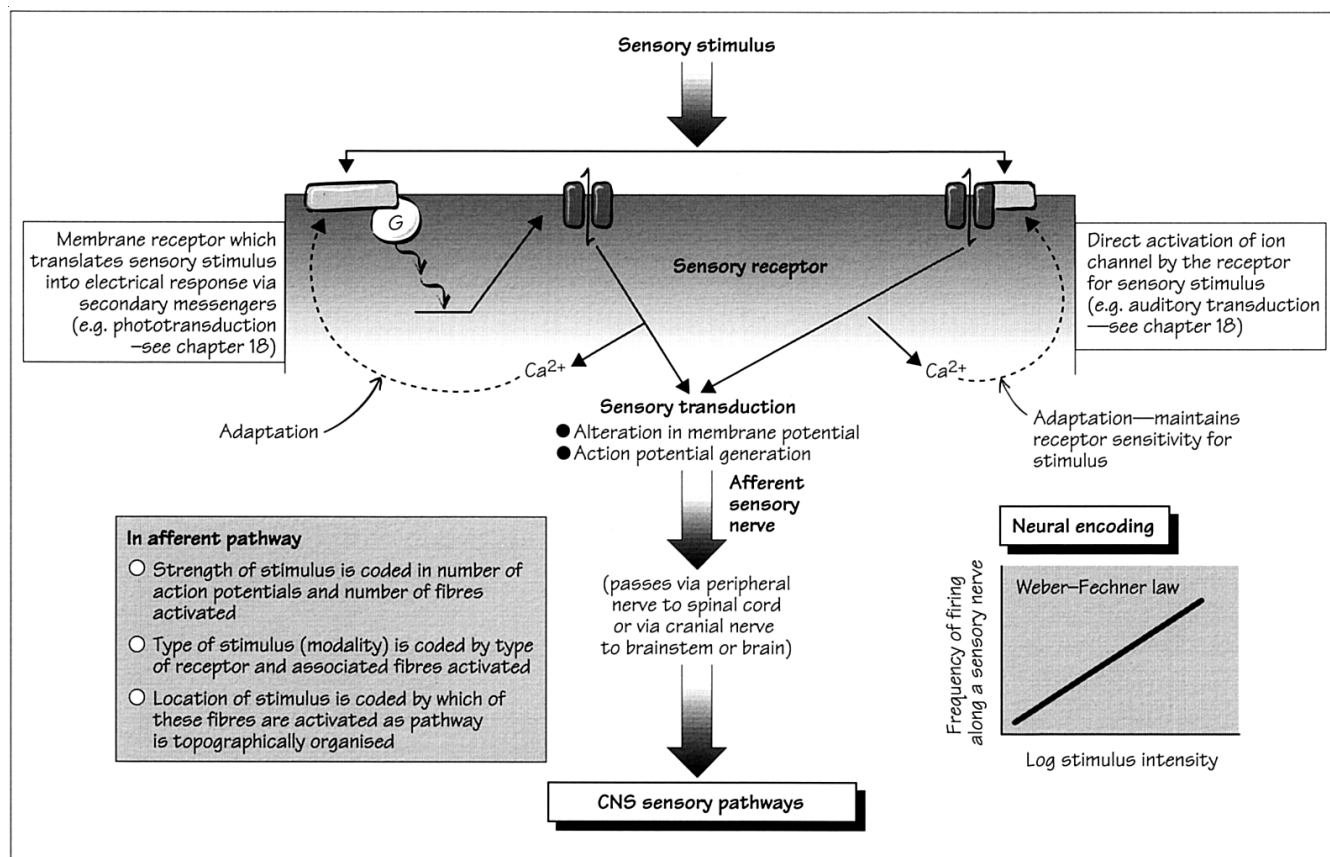 Sensory stimulus
G
Membrane receptor which
translates sensory stimulus
into electrical response via
secondary messengers
(e.g. phototransduction
–see chapter 18)
Sensory receptor
Direct activation of ion
channel by the receptor
for sensory stimulus
(e.g. auditory transduction
—see chapter 18)
Ca2+
Ca2+
Adaptation
Sensory transduction
● Alteration in membrane potential
● Action potential generation
Adaptation—maintains
receptor sensitivity for
stimulus
Afferent
sensory
nerve
In afferent pathway
○ Strength of stimulus is coded in number of
action potentials and number of fibres
activated
○ Type of stimulus (modality) is coded by type
of receptor and associated fibres activated
○ Location of stimulus is coded by which of
these fibres are activated as pathway
is topographically organised
(passes via peripheral
nerve to spinal cord
or via cranial nerve
to brainstem or brain)
Neural encoding
Weber–Fechner law
Frequency of firing
along a sensory nerve
Log stimulus intensity
CNS sensory pathways